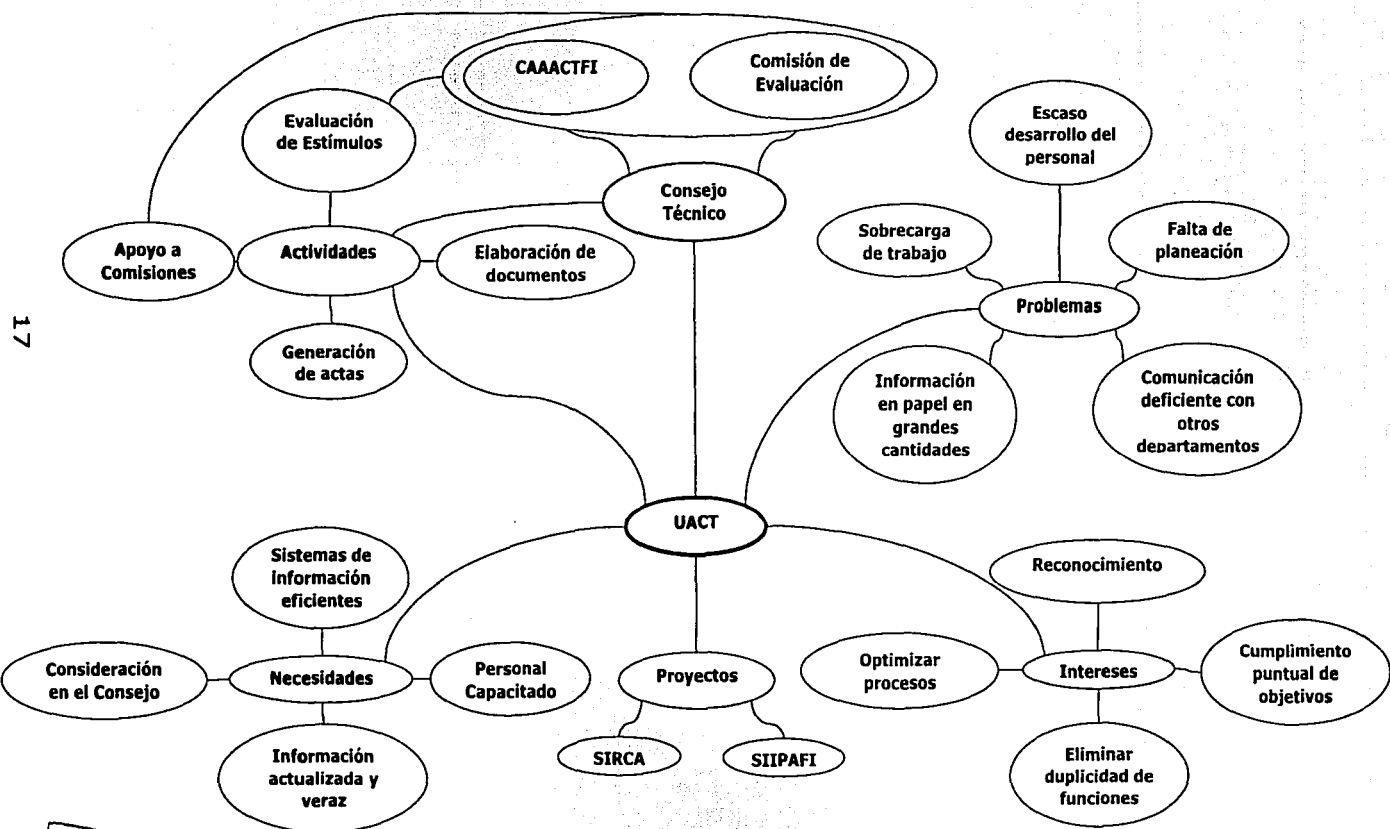 CAAACTFI
Comisión de
Evaluación
Evaluación
de Estímulos
Escaso
desarrollo del
personal
Consejo
Técnico
Apoyo a
Comisiones
Actividades
Elaboración de
documentos
Sobrecarga
de trabajo
Falta de
planeación
Problemas
17
Generación
de actas
Información
en papel en
grandes
cantidades
Comunicación
deficiente con
otros
departamentos
UACT
Sistemas de
información
eficientes
Reconocimiento
Consideración
en el Consejo
Necesidades
Personal
Capacitado
Proyectos
Optimizar
procesos
Intereses
Cumplimiento
puntual de
objetivos
Información
actualizada y
veraz
SIRCA
SIIPAFI
Eliminar
duplicidad de
funciones